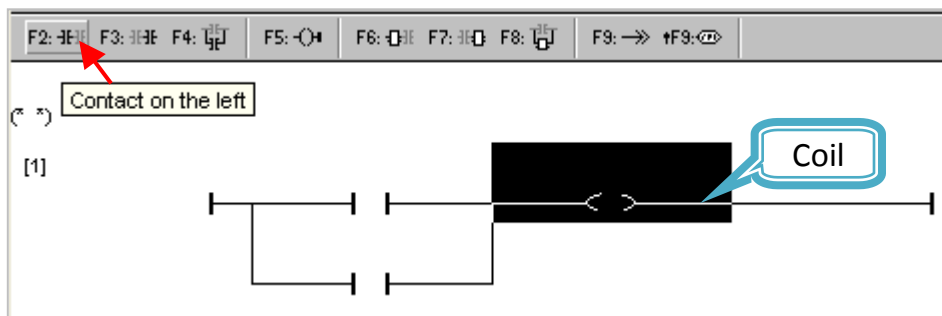 F2: F3: F4: F5: F6: F7: F8: F9: F9:
Contact on the left
(* *)
[1]
Coil